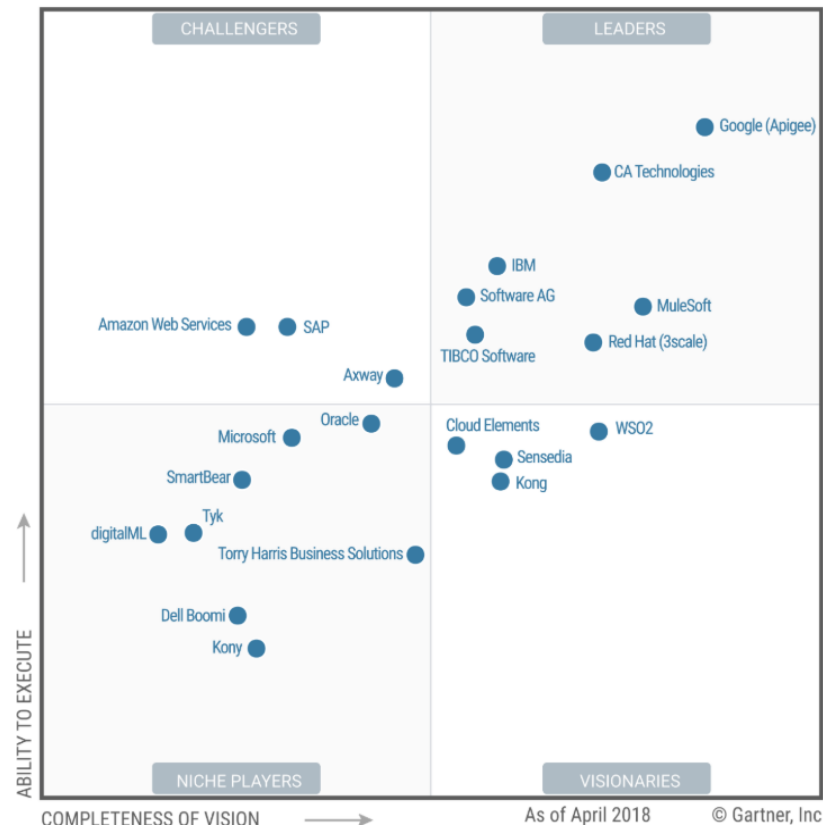 CHALLENGERS
LEADERS
Google (Apigee)
CA Technologies
IBM
Software AG
MuleSoft
Amazon Web Services
SAP
TIBCO Software
Red Hat (3scale)
Axway
Oracle
Microsoft
Cloud Elements
WSO2
Sensedia
SmartBear
Kong
Tyk
digitalML
Torry Harris Business Solutions
Dell Boomi
Kony
ABILITY TO EXECUTE
NICHE PLAYERS
VISIONARIES
COMPLETENESS OF VISION
As of April 2018
© Gartner, Inc